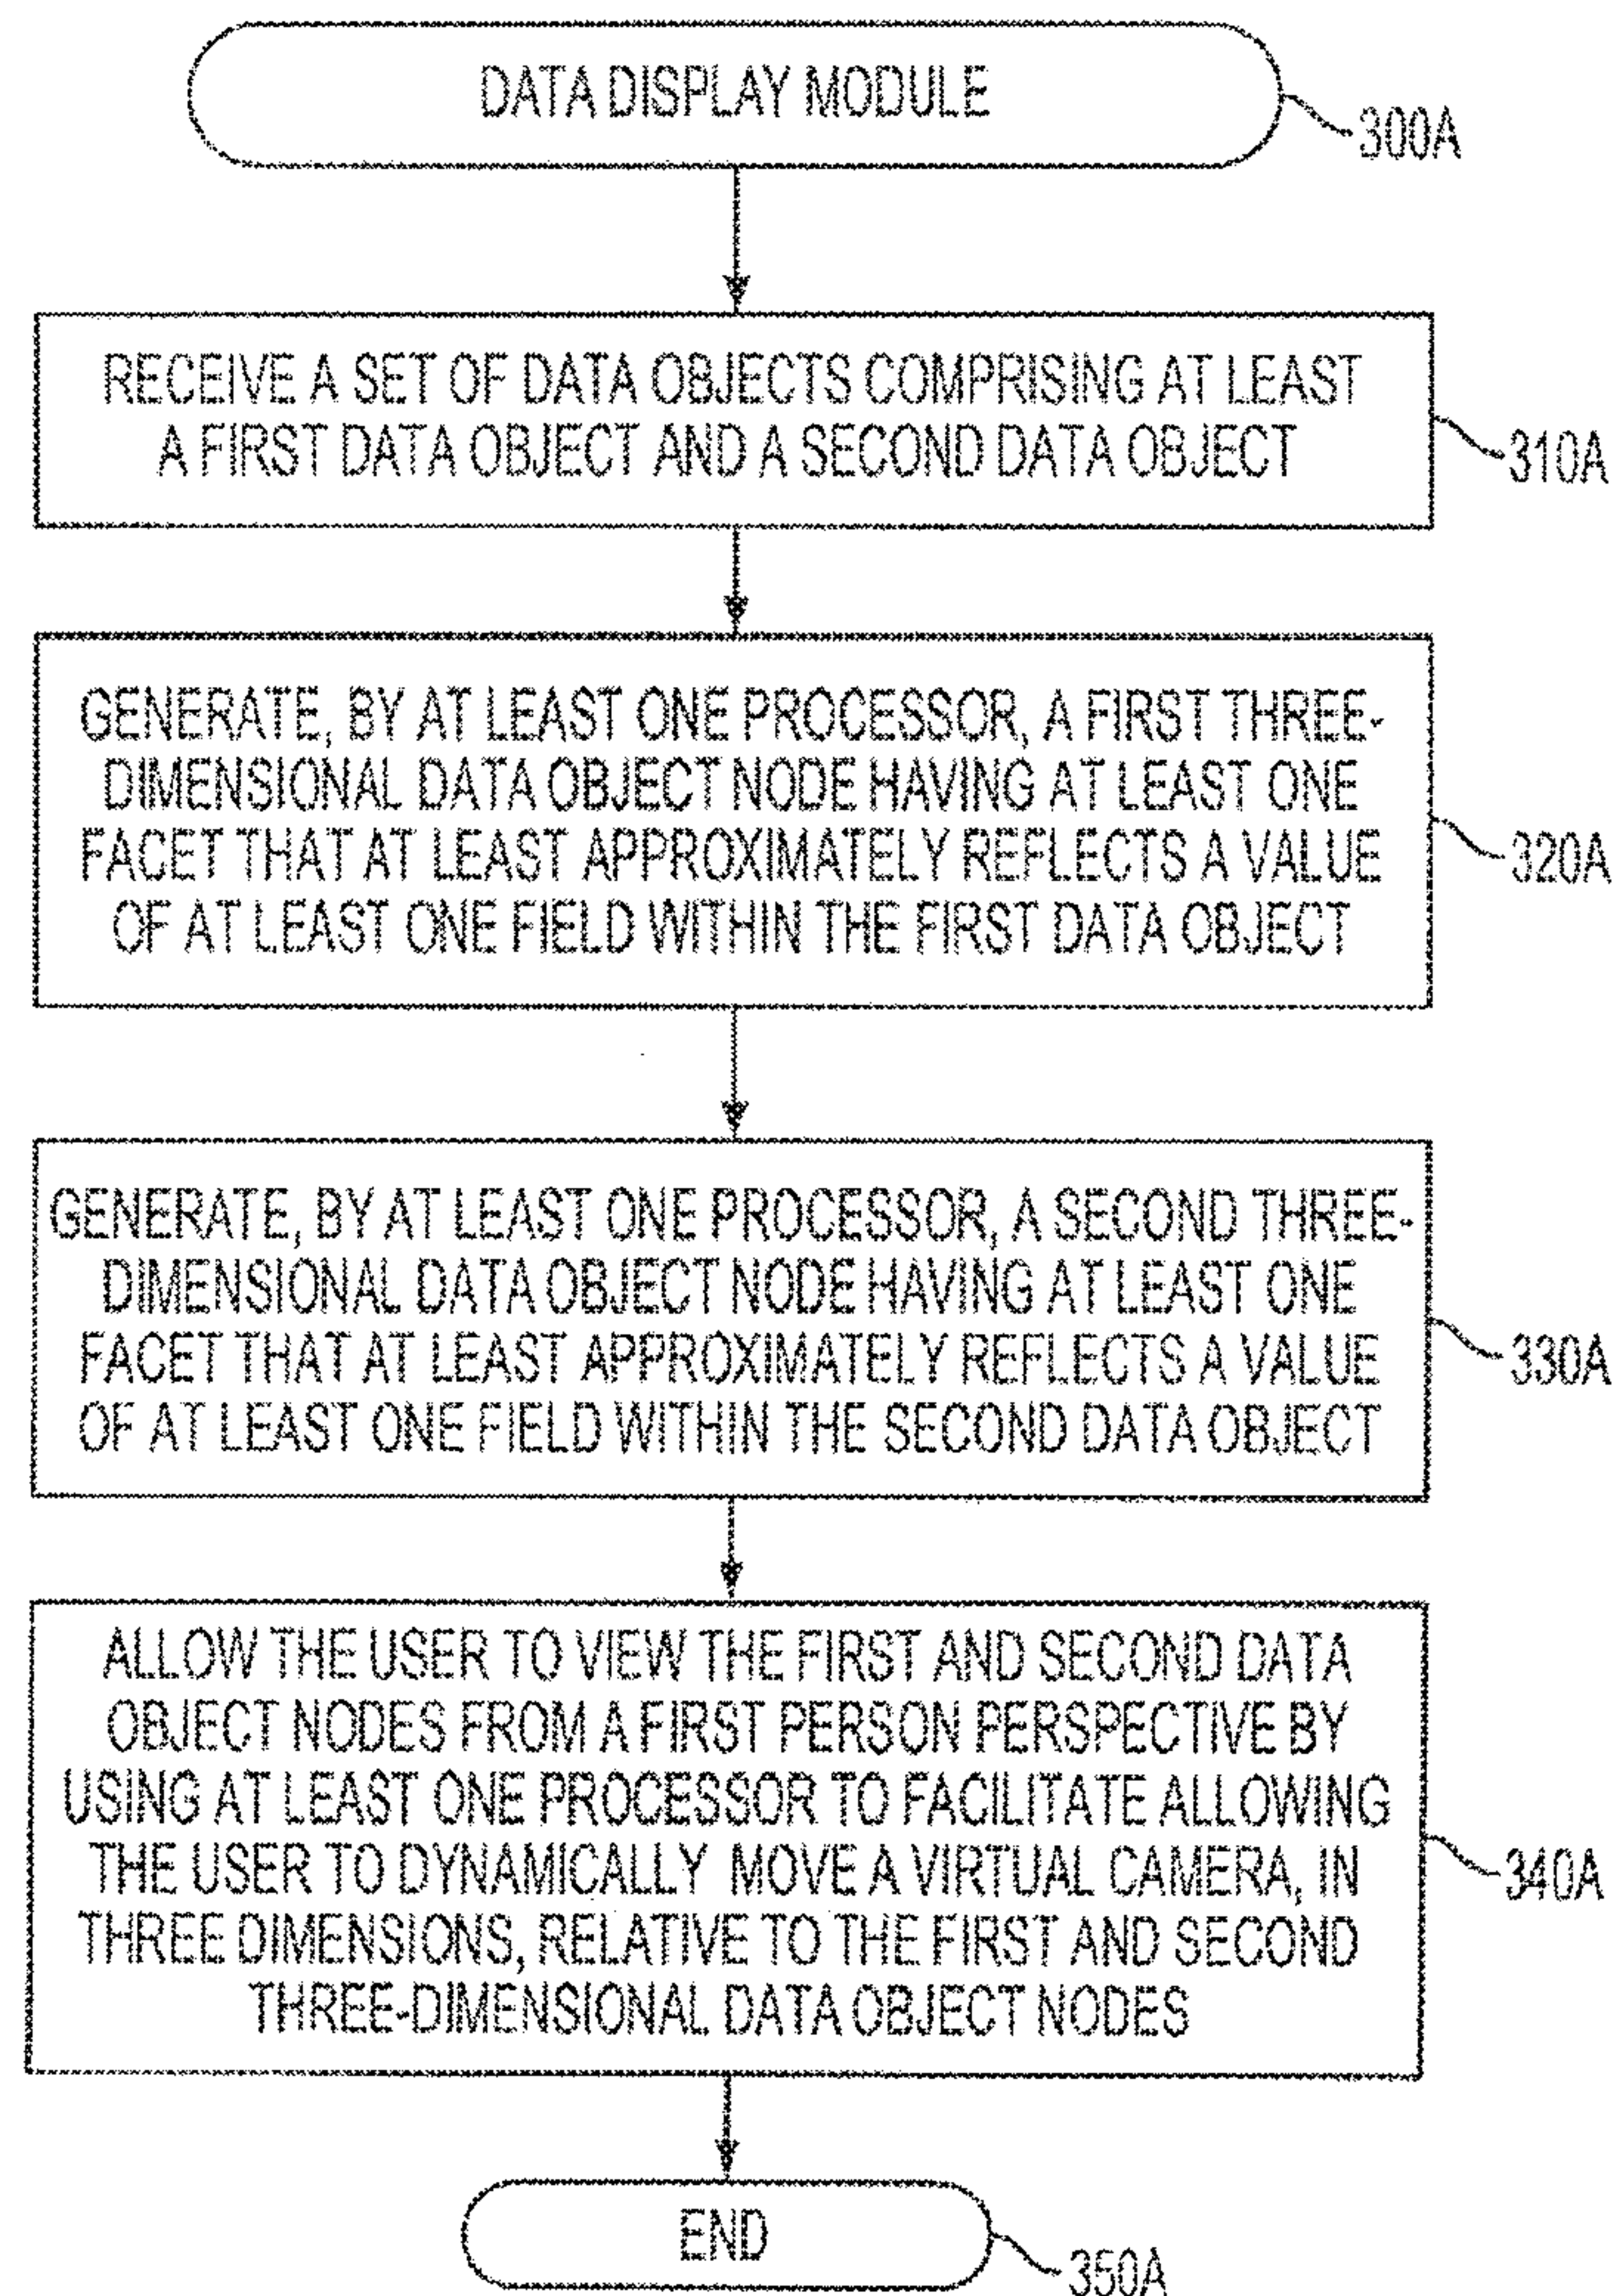 DATA DISPLAY MODULE
300A
RECEIVE A SET OF DATA OBJECTS COMPRISING AT LEAST
A FIRST DATA OBJECT AND A SECOND DATA OBJECT
310A
GENERATE, BY AT LEAST ONE PROCESSOR, A FIRST THREE-
DIMENSIONAL DATA OBJECT NODE HAVING AT LEAST ONE
FACET THAT AT LEAST APPROXIMATELY REFLECTS A VALUE
OF AT LEAST ONE FIELD WITHIN THE FIRST DATA OBJECT
320A
GENERATE, BY AT LEAST ONE PROCESSOR, A SECOND THREE-
DIMENSIONAL DATA OBJECT NODE HAVING AT LEAST ONE
FACET THAT AT LEAST APPROXIMATELY REFLECTS A VALUE
OF AT LEAST ONE FIELD WITHIN THE SECOND DATA OBJECT
330A
ALLOW THE USER TO VIEW THE FIRST AND SECOND DATA
OBJECT NODES FROM A FIRST PERSON PERSPECTIVE BY
USING AT LEAST ONE PROCESSOR TO FACILITATE ALLOWING
THE USER TO DYNAMICALLY MOVE A VIRTUAL CAMERA, IN
THREE DIMENSIONS, RELATIVE TO THE FIRST AND SECOND
THREE-DIMENSIONAL DATA OBJECT NODES
340A
END
350A